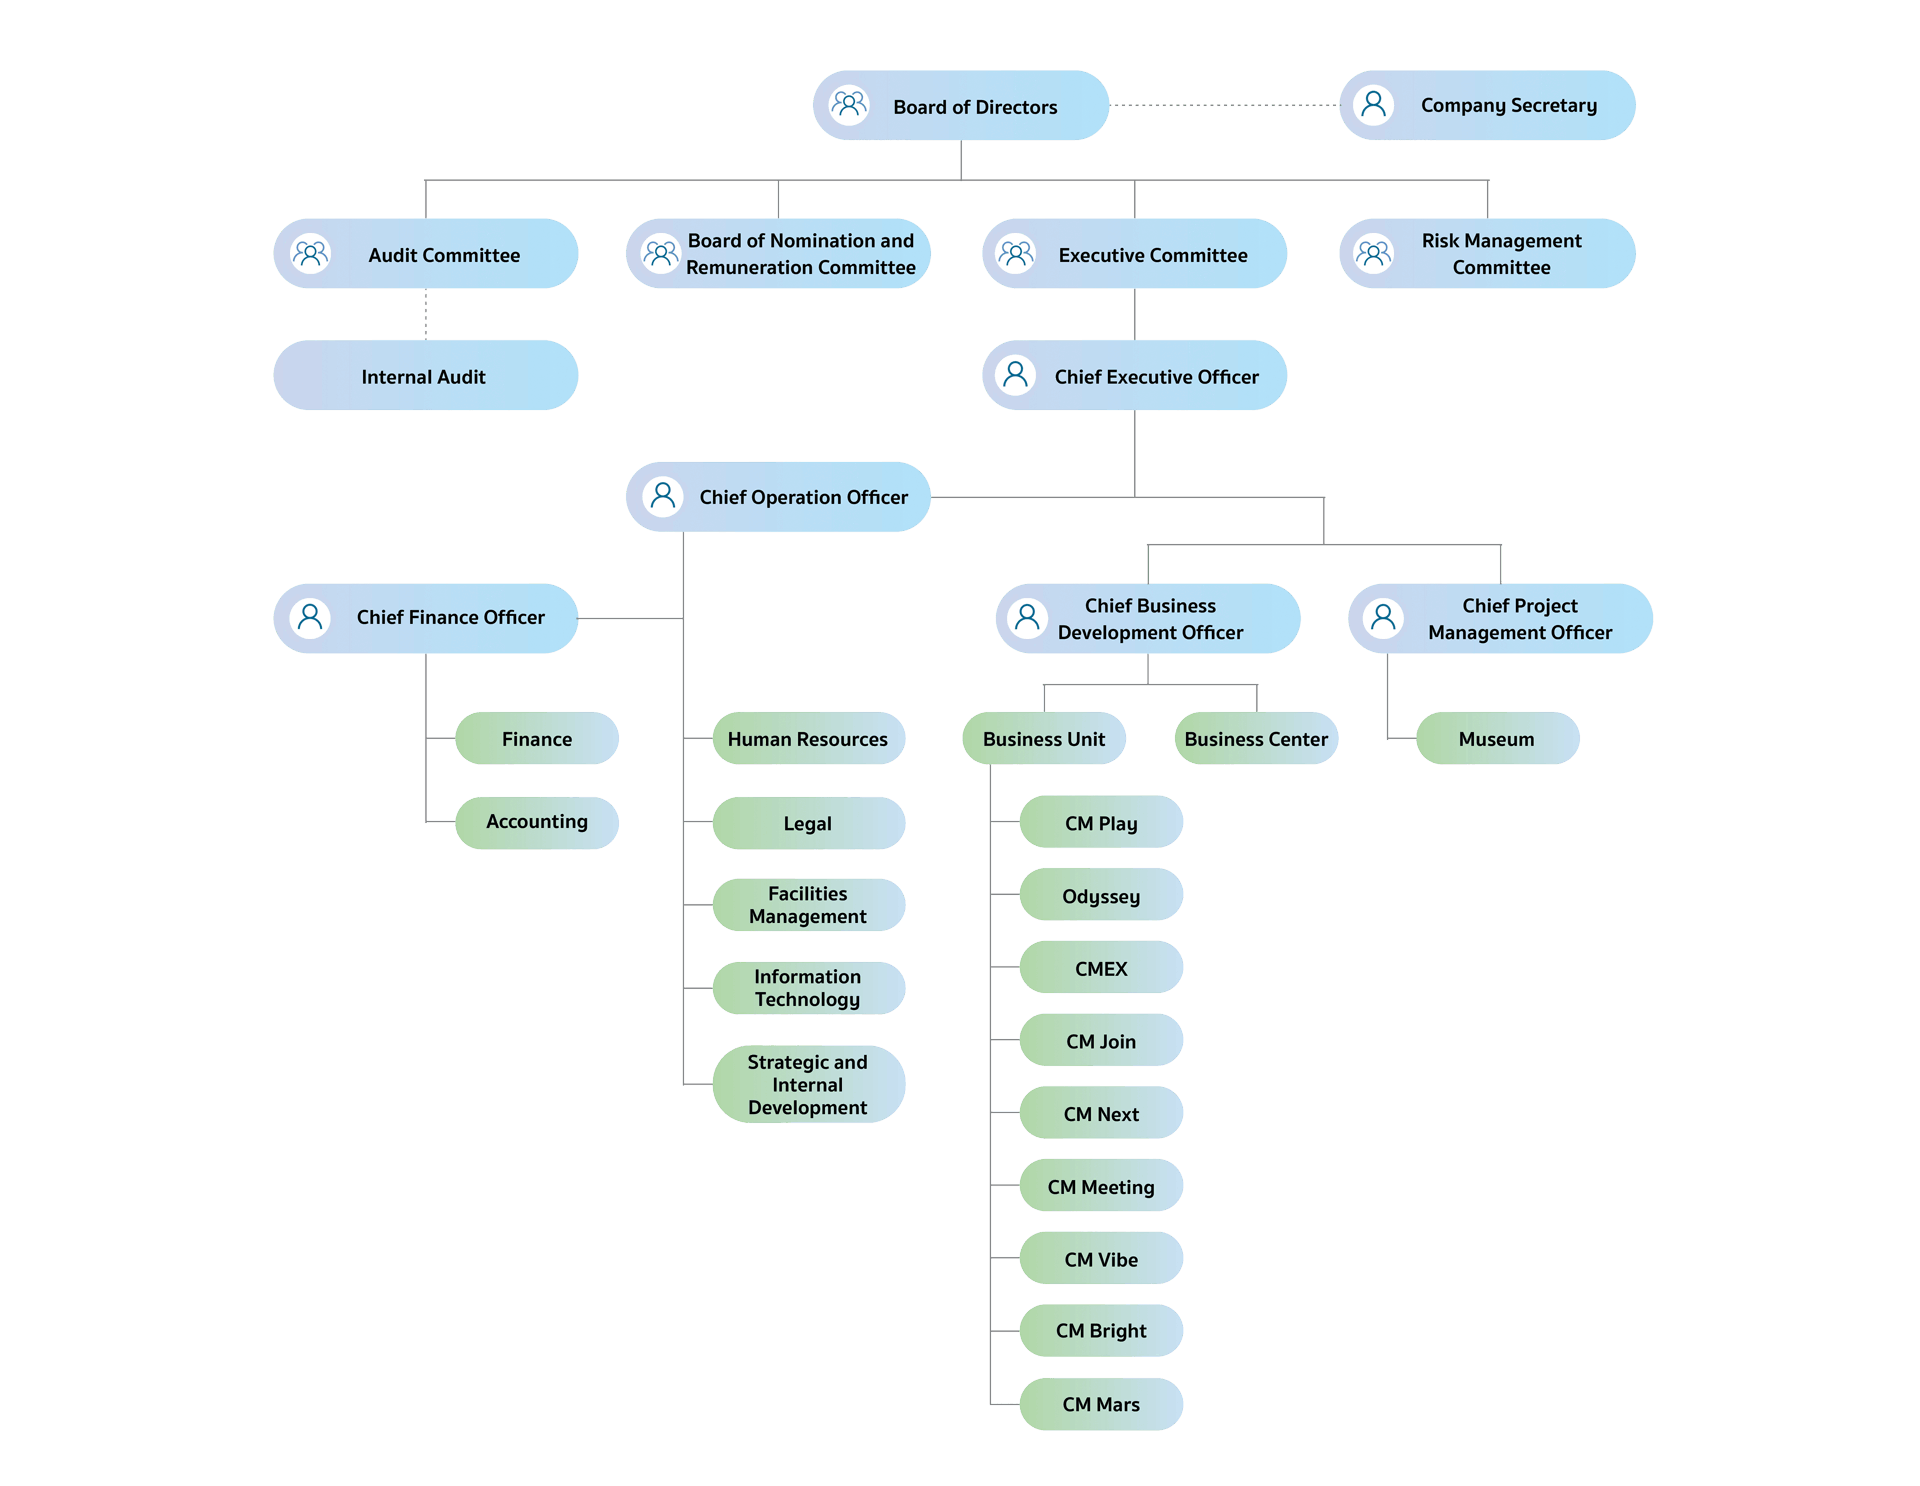 Board of Directors
Company Secretary
Audit Committee
Board of Nomination and
Remuneration Committee
Executive Committee
Risk Management
Committee
Internal Audit
Chief Executive Officer
Chief Operation Officer
Chief Finance Officer
Chief Business
Development Officer
Chief Project
Management Officer
Finance
Accounting
Human Resources
Legal
Facilities
Management
Information
Technology
Strategic and
Internal
Development
Business Unit
Business Center
Museum
CM Play
Odyssey
CMEX
CM Join
CM Next
CM Meeting
CM Vibe
CM Bright
CM Mars